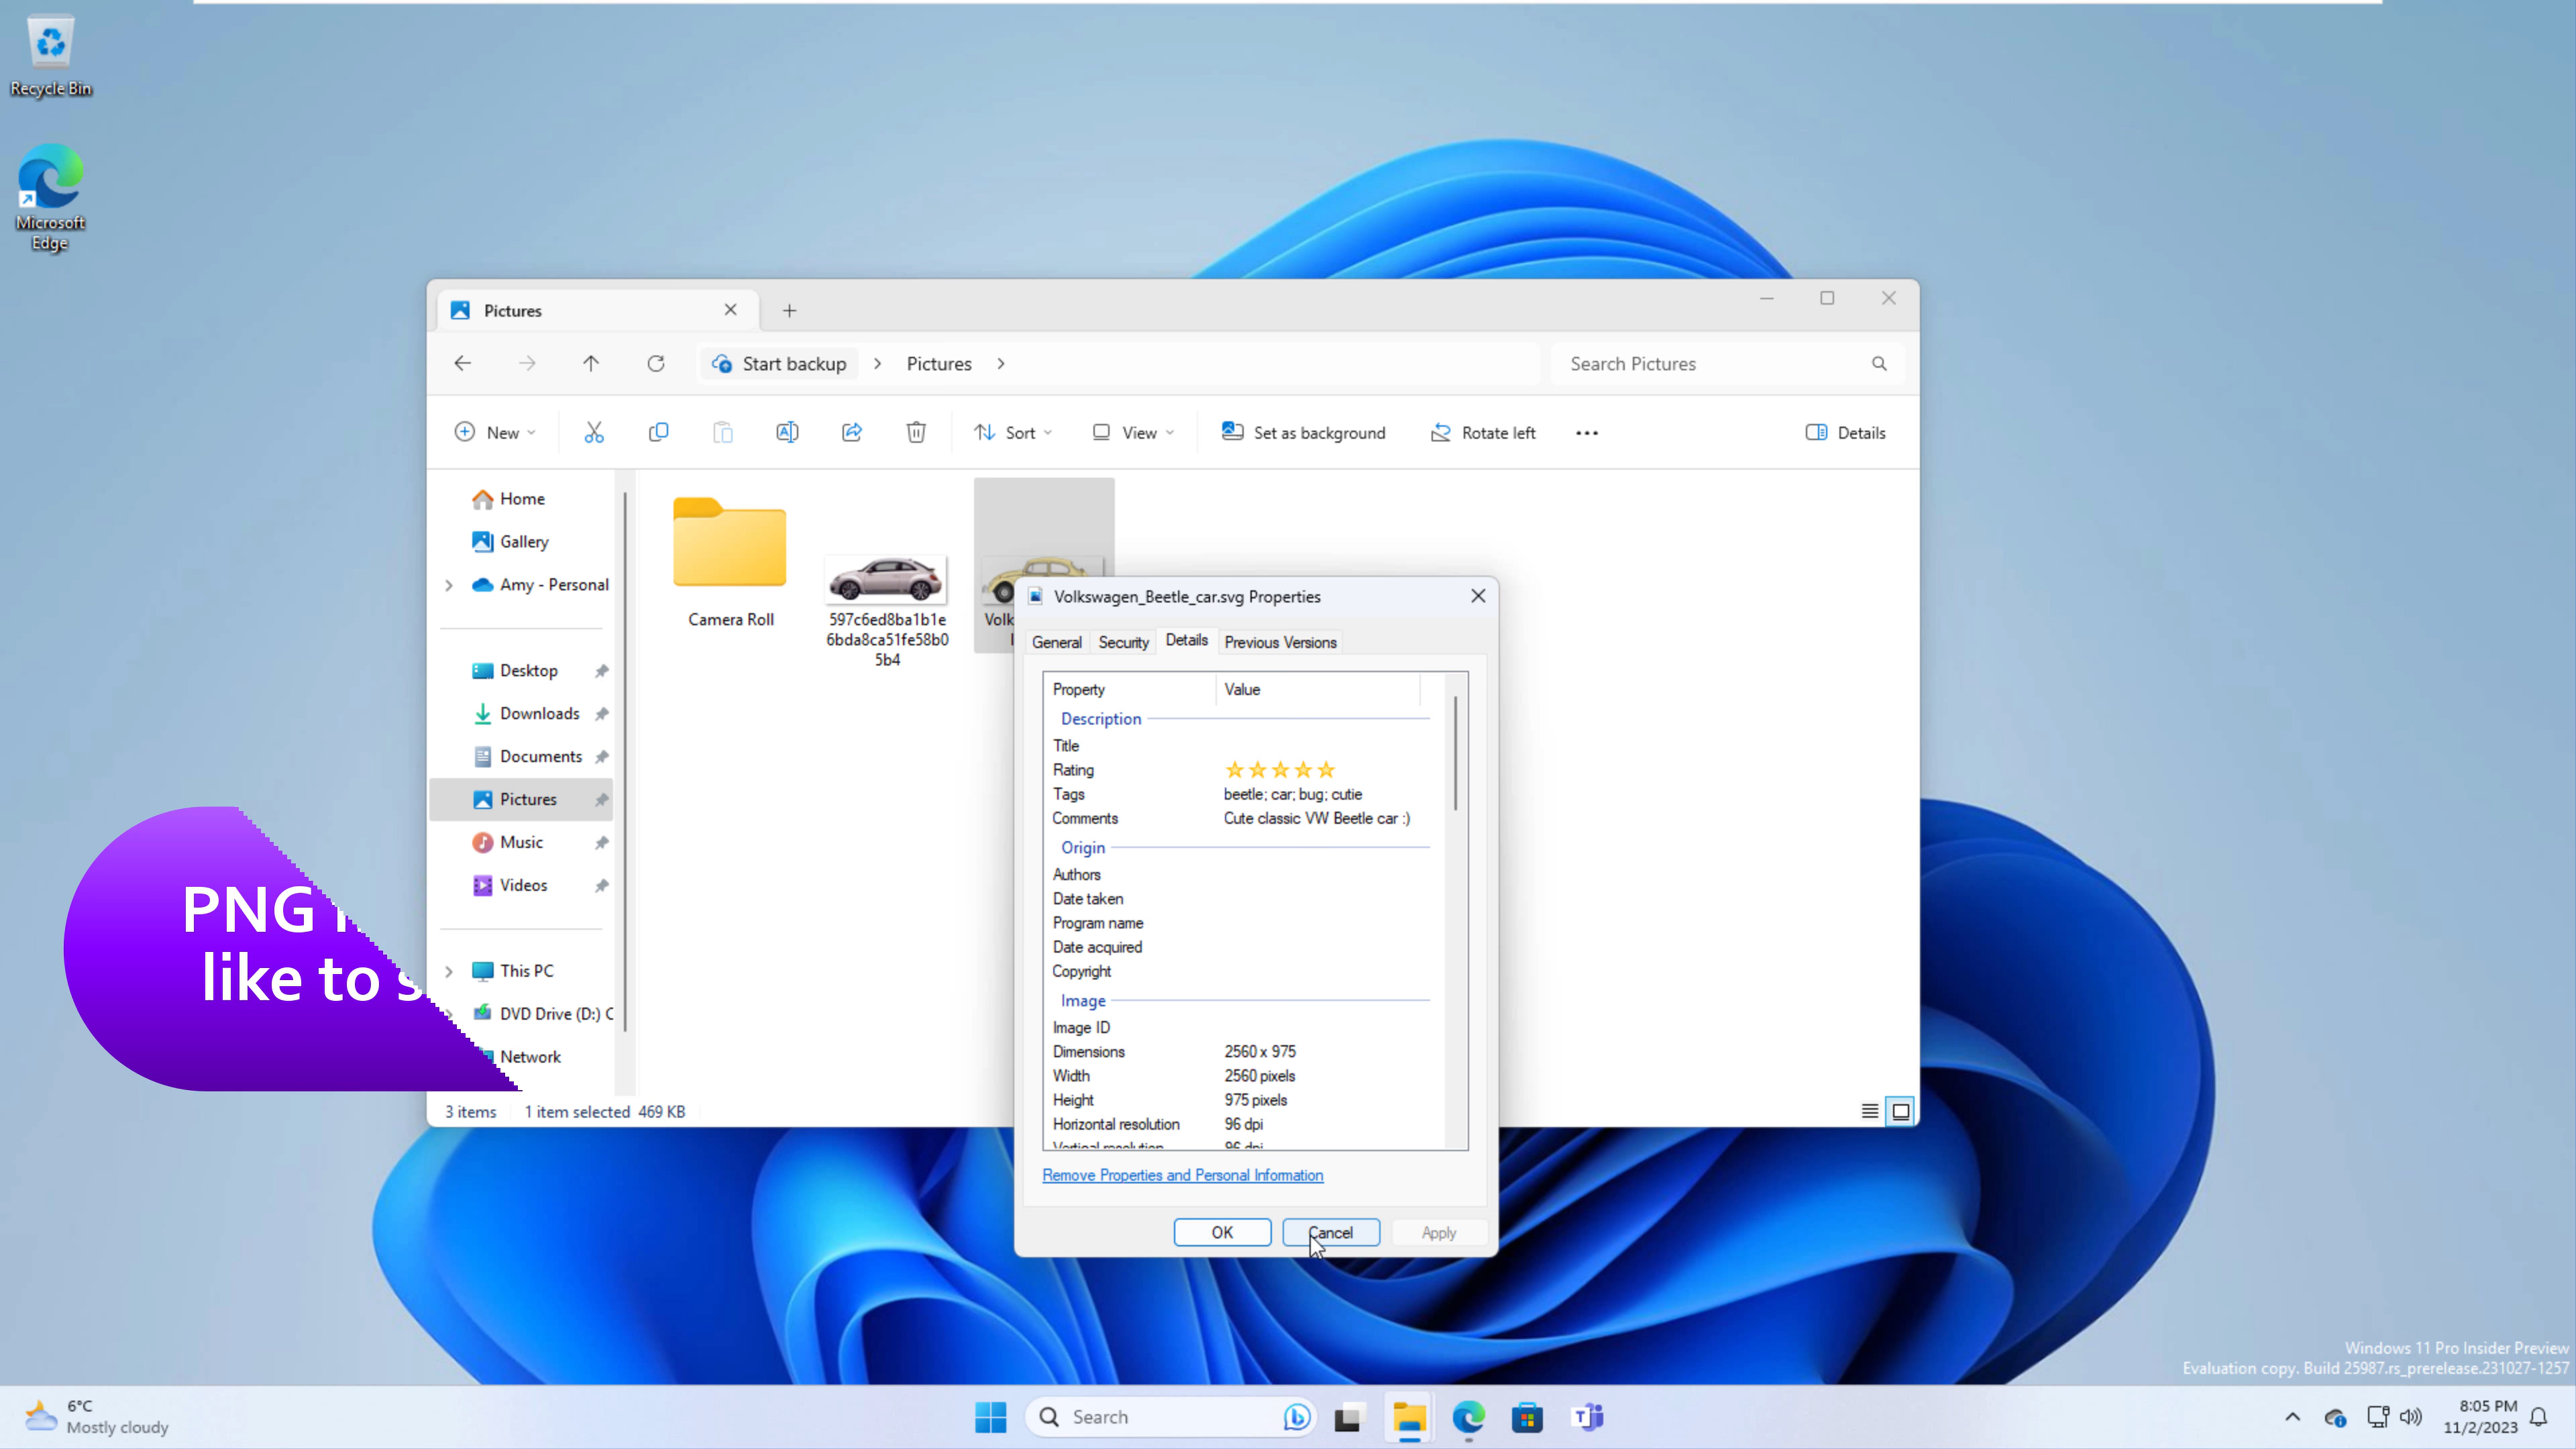 Recycle Bin
Microsoft
Edge
Pictures
Start backup
Pictures
Search Pictures
New
Sort
View
Set as background
Rotate left
Details
Home
Gallery
Amy - Personal
Desktop
Downloads
Documents
Pictures
Music
Videos
This PC
DVD Drive (D:) C
Network
Camera Roll
597c6ed8ba1b1e
6bda8ca51fe58b0
5b4
Volk
3 items 1 item selected 469 KB
Volkswagen_Beetle_car.svg Properties
General Security Details Previous Versions
Property Value
Description
Title
Rating
Tags beetle; car; bug; cutie
Comments Cute classic VW Beetle car :)
Origin
Authors
Date taken
Program name
Date acquired
Copyright
Image
Image ID
Dimensions 2560 x 975
Width 2560 pixels
Height 975 pixels
Horizontal resolution 96 dpi
Vertical resolution 96 dpi
Remove Properties and Personal Information
OK Cancel Apply
PNG
like to s
Windows 11 Pro Insider Preview
Evaluation copy. Build 25987.rs_prerelease.231027-1257
6°C
Mostly cloudy
Search
8:05 PM
11/2/2023